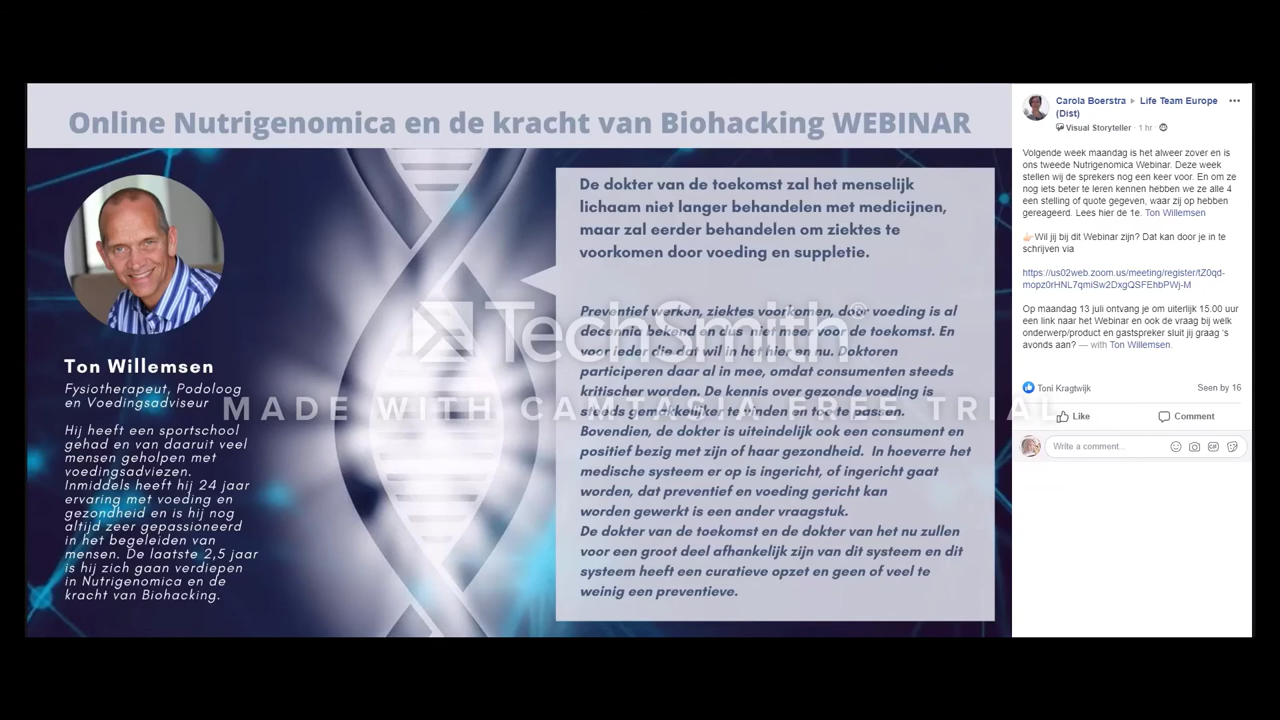 Online Nutrigenomica en de kracht van Biohacking WEBINAR
Ton Willemsen
Fysiotherapeut, Podoloog
en Voedingsadviseur
Hij heeft een sportschool
gehad en van daaruit veel
mensen geholpen met
voedingsadviezen.
Inmiddels heeft hij 24 jaar
ervaring met voeding en
gezondheid en is hij nog
altijd zeer gepassioneerd
in het begeleiden van
mensen. De laatste 2,5 jaar
is hij zich gaan verdiepen
in Nutrigenomica en de
kracht van Biohacking.
De dokter van de toekomst zal het menselijk
lichaam niet langer behandelen met medicijnen,
maar zal eerder behandelen om ziektes te
voorkomen door voeding en suppletie.
Preventief werken, ziektes voorkomen, door voeding is al
decennia bekend en dus niet meer voor de toekomst. En
voor ieder die dat wil in het hier en nu. Doktoren
participeren daar al in mee, omdat consumenten steeds
kritischer worden. De kennis over gezonde voeding is
steeds gemakkelijker te vinden en toe te passen.
Bovendien, de dokter is uiteindelijk ook een consument en
positief bezig met zijn of haar gezondheid. In hoeverre het
medische systeem er op is ingericht, of ingericht gaat
worden, dat preventief en voeding gericht kan
worden gewerkt is een ander vraagstuk.
De dokter van de toekomst en de dokter van het nu zullen
voor een groot deel afhankelijk zijn van dit systeem en dit
systeem heeft een curatieve opzet en geen of veel te
weinig een preventieve.
TechSmith®
MADE WITH CAMTASIA FREE TRIAL
Carola Boerstra ▸ Life Team Europe
(Dist)
Visual Storyteller · 1 hr
Volgende week maandag is het alweer zover en is
ons tweede Nutrigenomica Webinar. Deze week
stellen wij de sprekers nog een keer voor. En om ze
nog iets beter te leren kennen hebben we ze alle 4
een stelling of quote gegeven, waar zij op hebben
gereageerd. Lees hier de 1e. Ton Willemsen
👉🏻Wil jij bij dit Webinar zijn? Dat kan door je in te
schrijven via
https://us02web.zoom.us/meeting/register/tZ0qd-
mopz0rHNL7qmiSw2DxgQSFEhbPWj-M
Op maandag 13 juli ontvang je om uiterlijk 15.00 uur
een link naar het Webinar en ook de vraag bij welk
onderwerp/product en gastspreker sluit jij graag 's
avonds aan? — with Ton Willemsen.
Toni Kragtwijk
Seen by 16
Like
Comment
Write a comment...
GIF